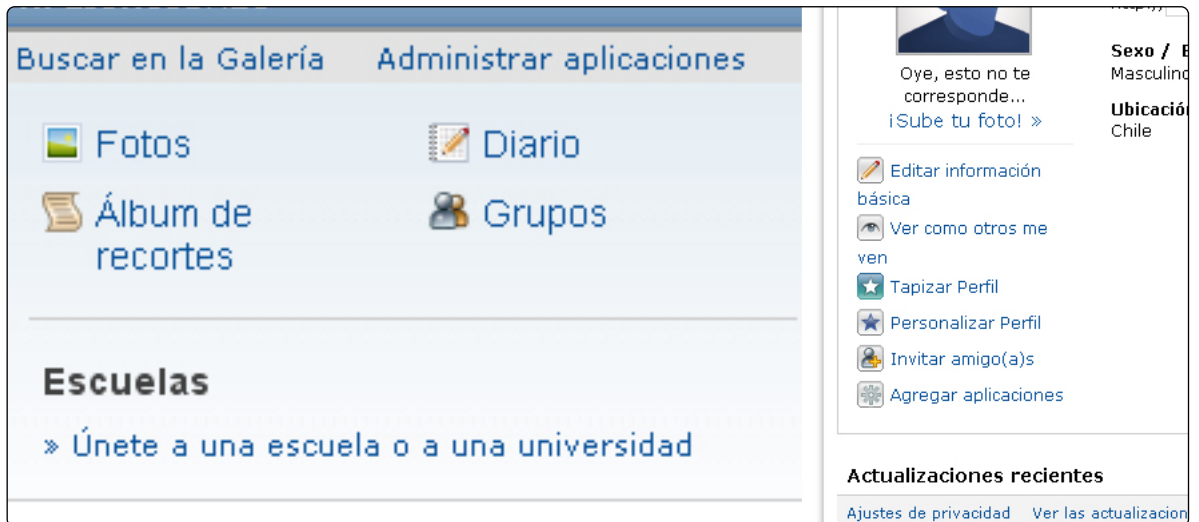 Buscar en la Galería Administrar aplicaciones
Fotos Diario
Álbum de Grupos
recortes
Escuelas
» Únete a una escuela o a una universidad
Oye, esto no te
corresponde...
¡Sube tu foto! »
Editar información
básica
Ver como otros me
ven
Tapizar Perfil
Personalizar Perfil
Invitar amigo(a)s
Agregar aplicaciones
Sexo /
Masculino
Ubicación
Chile
Actualizaciones recientes
Ajustes de privacidad Ver las actualizacion